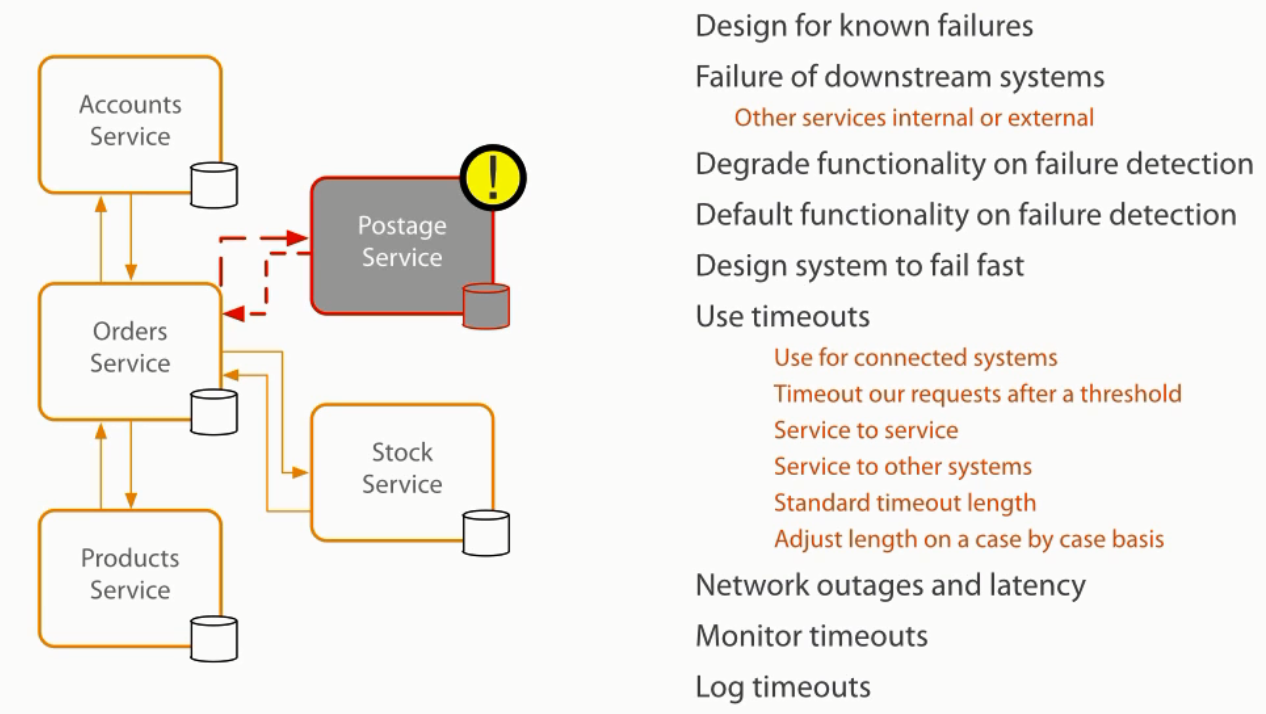 Accounts
Service
Postage
Service
Orders
Service
Stock
Service
Products
Service
Design for known failures
Failure of downstream systems
Other services internal or external
Degrade functionality on failure detection
Default functionality on failure detection
Design system to fail fast
Use timeouts
Use for connected systems
Timeout our requests after a threshold
Service to service
Service to other systems
Standard timeout length
Adjust length on a case by case basis
Network outages and latency
Monitor timeouts
Log timeouts